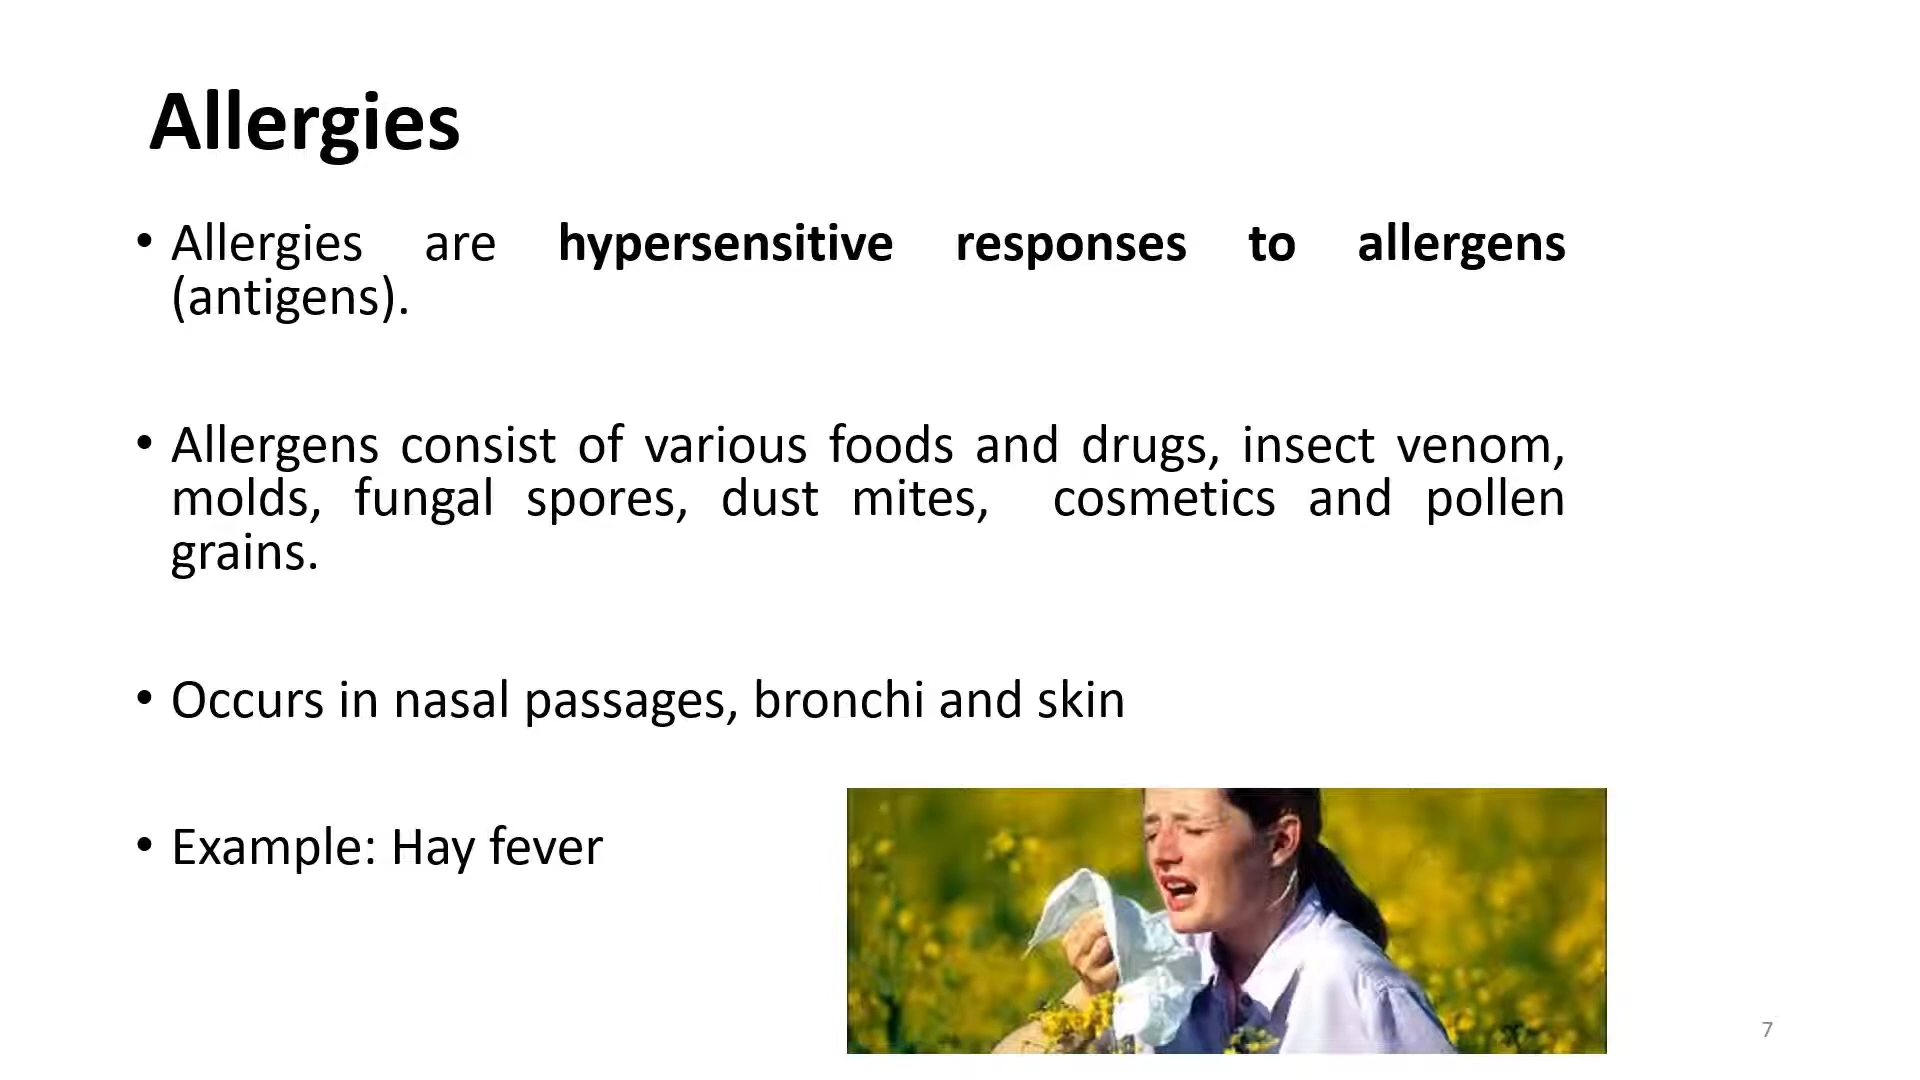 Allergies
• Allergies are hypersensitive responses to allergens
(antigens).
• Allergens consist of various foods and drugs, insect venom,
molds, fungal spores, dust mites, cosmetics and pollen
grains.
• Occurs in nasal passages, bronchi and skin
• Example: Hay fever
7